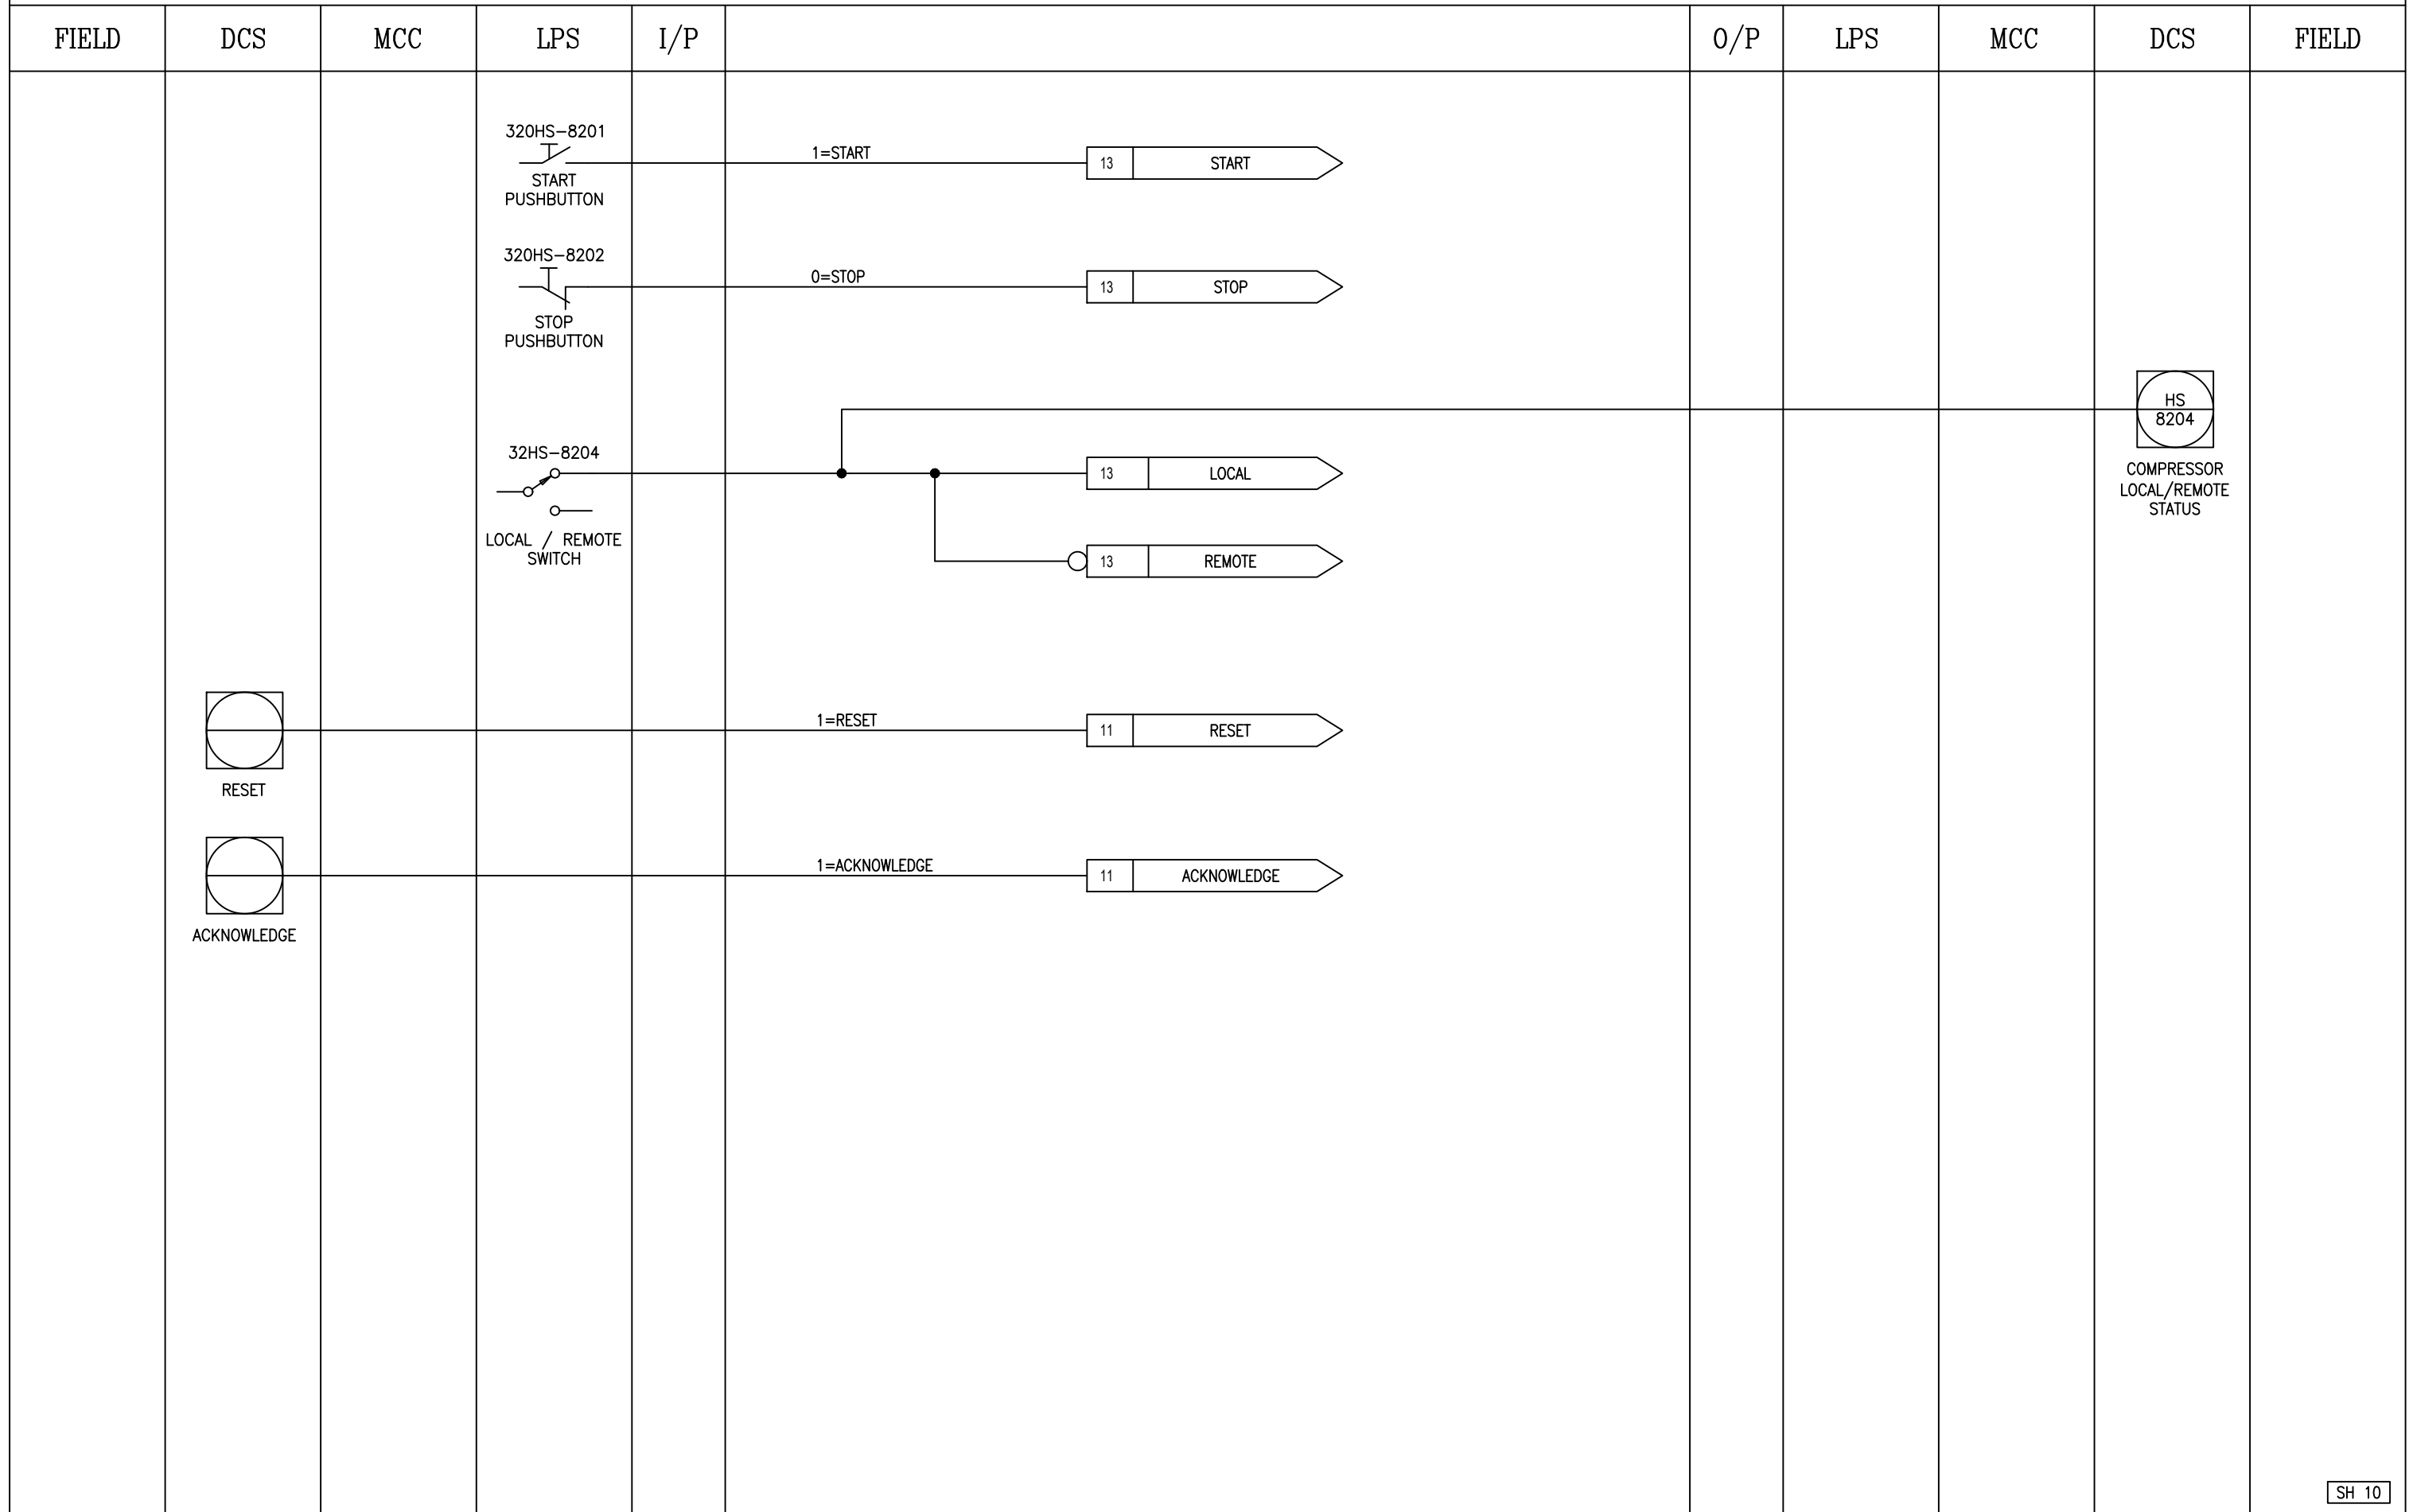 FIELD DCS MCC LPS I/P O/P LPS MCC DCS FIELD
320HS-8201
1=START
13 START
START
PUSHBUTTON
320HS-8202
0=STOP
13 STOP
STOP
PUSHBUTTON
HS
8204
COMPRESSOR
LOCAL/REMOTE
STATUS
32HS-8204
13 LOCAL
LOCAL / REMOTE
SWITCH
13 REMOTE
1=RESET
11 RESET
RESET
1=ACKNOWLEDGE
11 ACKNOWLEDGE
ACKNOWLEDGE
SH 10